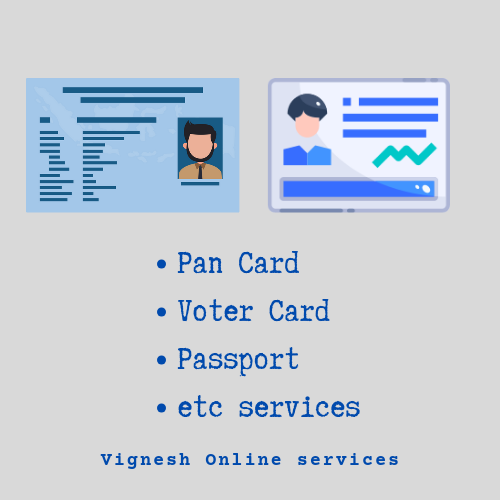 • Pan Card
• Voter Card
• Passport
• etc services
Vignesh Online services